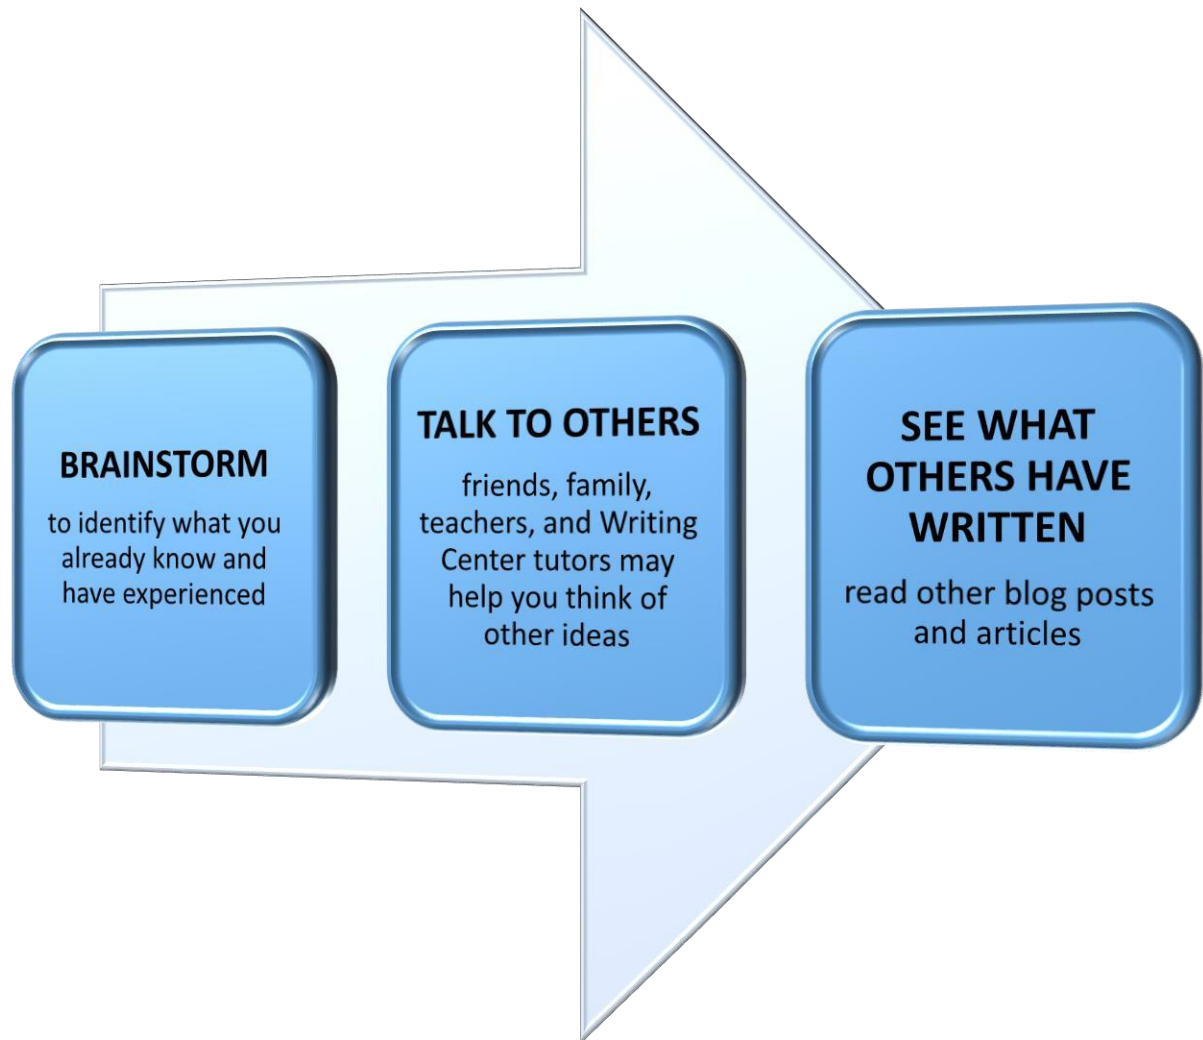 BRAINSTORM
to identify what you
already know and
have experienced
TALK TO OTHERS
friends, family,
teachers, and Writing
Center tutors may
help you think of
other ideas
SEE WHAT
OTHERS HAVE
WRITTEN
read other blog posts
and articles